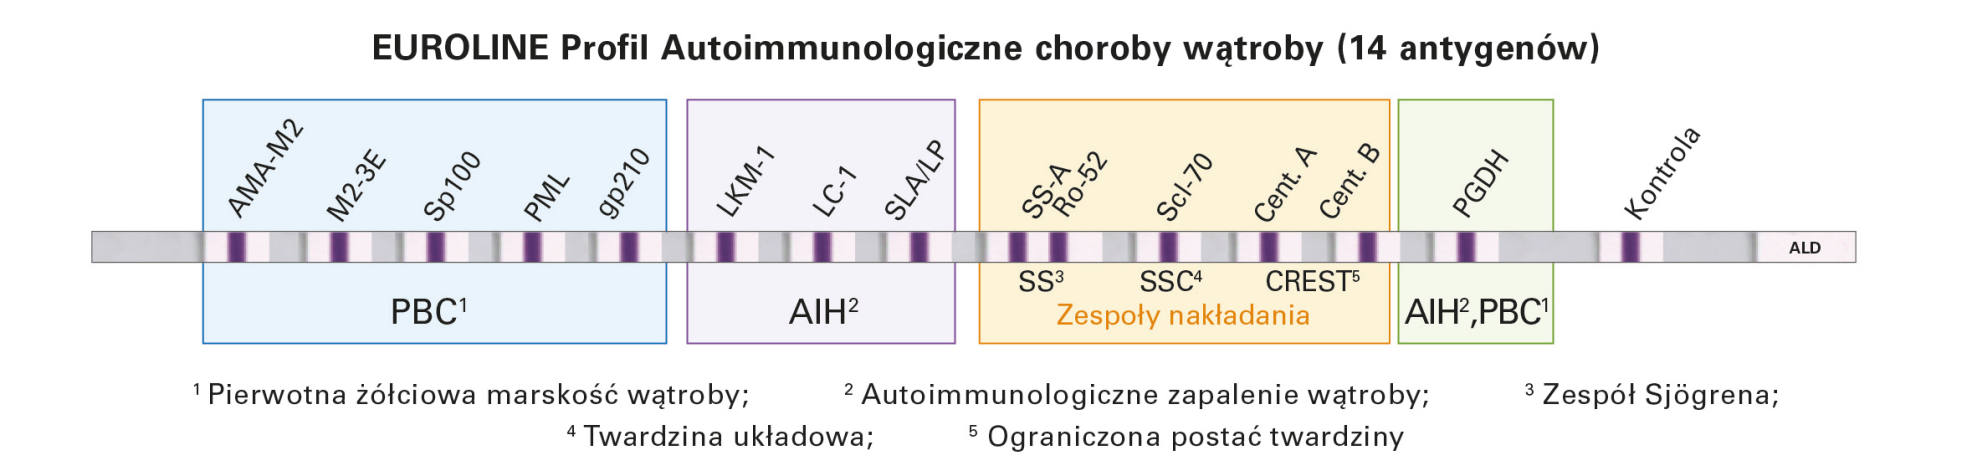 EUROLINE Profil Autoimmunologiczne choroby wątroby (14 antygenów)
AMA-M2 M2-3E Sp100 PML gp210 LKM-1 LC-1 SLA/LP SS-A Ro-52 Scl-70 Cent. A Cent. B PGDH Kontrola
ALD
SS³ SSC⁴ CREST⁵
PBC¹ AIH² Zespoły nakładania AIH²,PBC¹
¹ Pierwotna żółciowa marskość wątroby; ² Autoimmunologiczne zapalenie wątroby; ³ Zespół Sjögrena;
⁴ Twardzina układowa; ⁵ Ograniczona postać twardziny